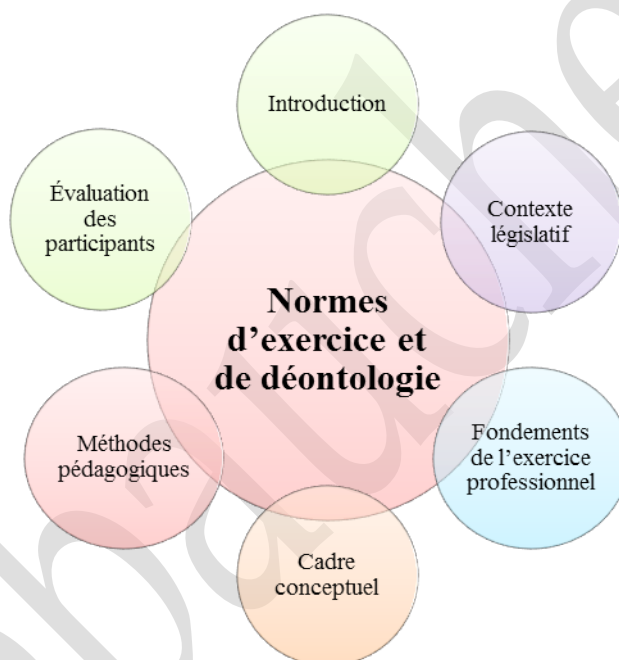 Introduction
Évaluation
des
participants
Contexte
législatif
Normes
d'exercice et
de déontologie
Méthodes
pédagogiques
Fondements
de l'exercice
professionnel
Cadre
conceptuel